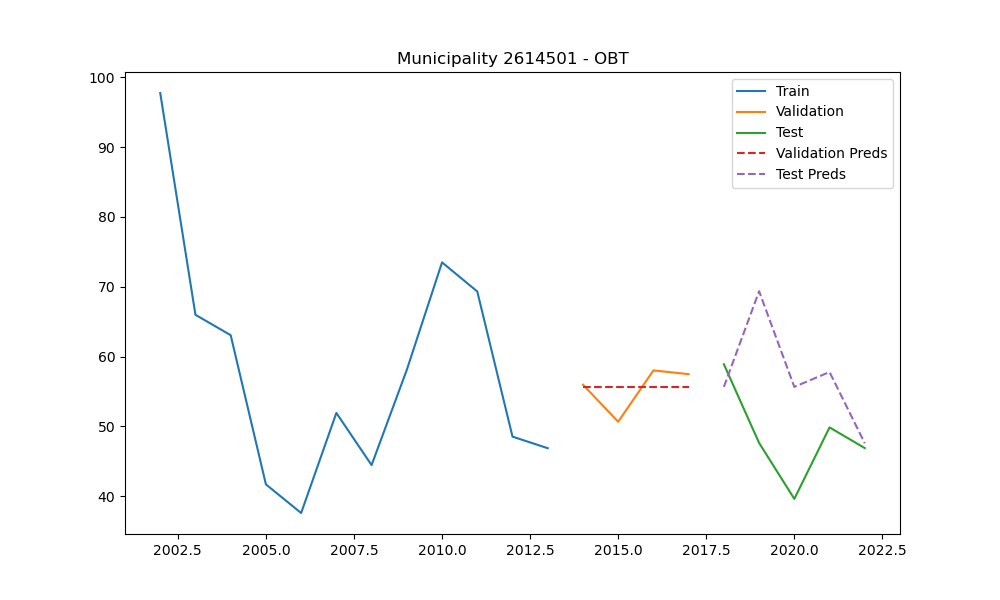 Municipality 2614501 - OBT
100
90
80
70
60
50
40
2002.5
2005.0
2007.5
2010.0
2012.5
2015.0
2017.5
2020.0
2022.5
Train
Validation
Test
Validation Preds
Test Preds